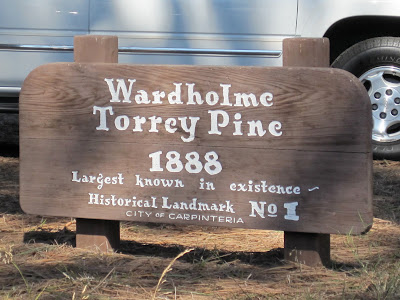 Wardholme
Torrey Pine
1888
Largest known in existence ~
Historical Landmark No 1
CITY OF CARPINTERIA